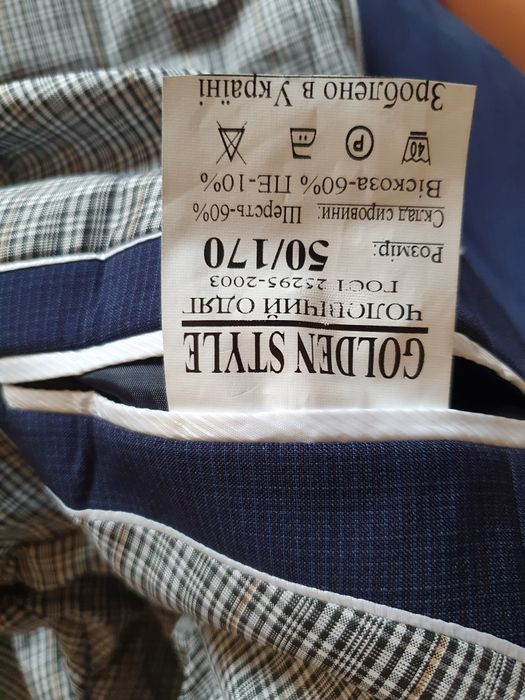 GOLDEN STYLE
ЧОЛОВІЧИЙ ОДЯГ
ГОСТ 25295-2003
Розмір: 50/170
Склад сировини: Шерсть-60%
Віскоза-60% ПЕ-10%
40 P
Зроблено в Україні